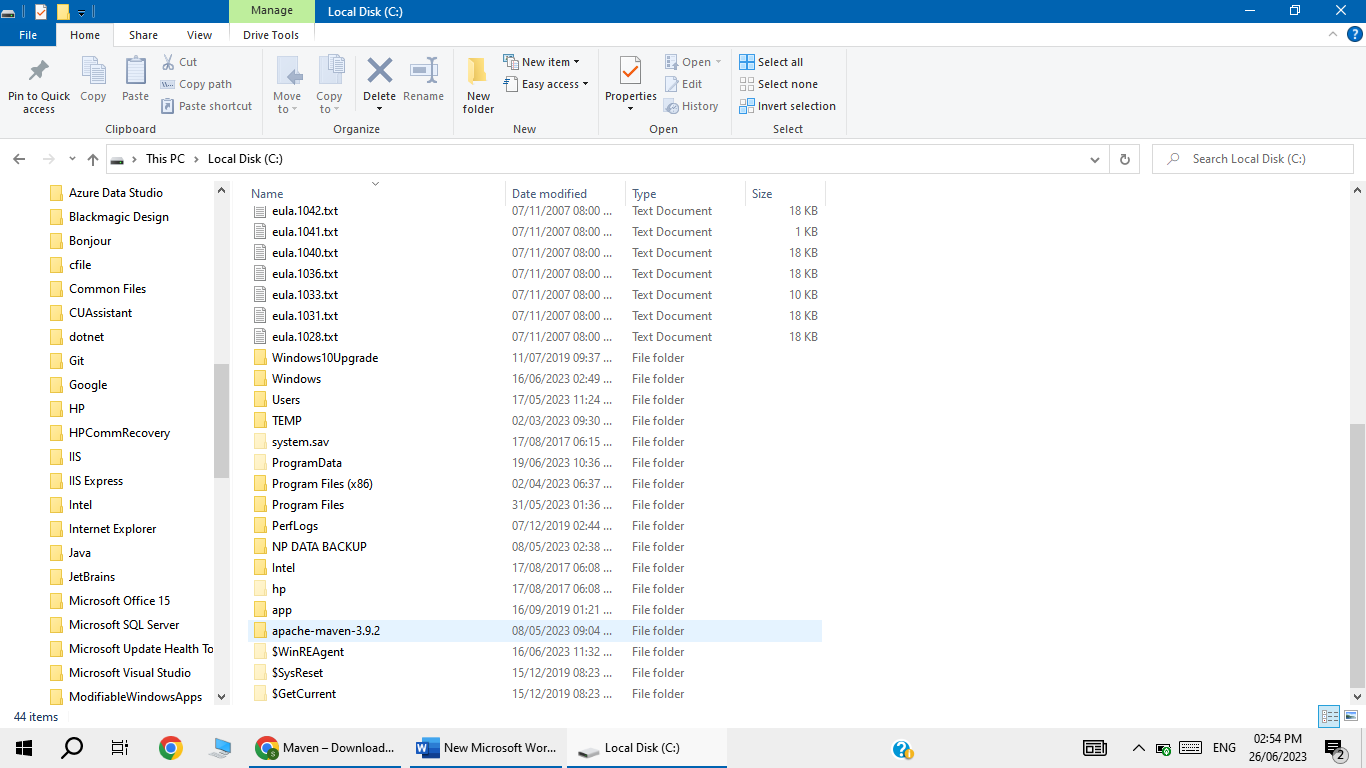 Manage Local Disk (C:)
File Home Share View Drive Tools
Pin to Quick access
Copy
Paste
Cut
Copy path
Paste shortcut
Clipboard
Move to
Copy to
Delete
Rename
Organize
New folder
New item
Easy access
New
Properties
Open
Edit
History
Open
Select all
Select none
Invert selection
Select
This PC Local Disk (C:)
Search Local Disk (C:)
Azure Data Studio
Blackmagic Design
Bonjour
cfile
Common Files
CUAssistant
dotnet
Git
Google
HP
HPCommRecovery
IIS
IIS Express
Intel
Internet Explorer
Java
JetBrains
Microsoft Office 15
Microsoft SQL Server
Microsoft Update Health To
Microsoft Visual Studio
ModifiableWindowsApps
Name Date modified Type Size
eula.1042.txt 07/11/2007 08:00 ... Text Document 18 KB
eula.1041.txt 07/11/2007 08:00 ... Text Document 1 KB
eula.1040.txt 07/11/2007 08:00 ... Text Document 18 KB
eula.1036.txt 07/11/2007 08:00 ... Text Document 18 KB
eula.1033.txt 07/11/2007 08:00 ... Text Document 10 KB
eula.1031.txt 07/11/2007 08:00 ... Text Document 18 KB
eula.1028.txt 07/11/2007 08:00 ... Text Document 18 KB
Windows10Upgrade 11/07/2019 09:37 ... File folder
Windows 16/06/2023 02:49 ... File folder
Users 17/05/2023 11:24 ... File folder
TEMP 02/03/2023 09:30 ... File folder
system.sav 17/08/2017 06:15 ... File folder
ProgramData 19/06/2023 10:36 ... File folder
Program Files (x86) 02/04/2023 06:37 ... File folder
Program Files 31/05/2023 01:36 ... File folder
PerfLogs 07/12/2019 02:44 ... File folder
NP DATA BACKUP 08/05/2023 02:38 ... File folder
Intel 17/08/2017 06:08 ... File folder
hp 17/08/2017 06:08 ... File folder
app 16/09/2019 01:21 ... File folder
apache-maven-3.9.2 08/05/2023 09:04 ... File folder
$WinREAgent 16/06/2023 11:32 ... File folder
$SysReset 15/12/2019 08:23 ... File folder
$GetCurrent 15/12/2019 08:23 ... File folder
44 items
Maven – Download... New Microsoft Wor... Local Disk (C:) ENG 02:54 PM
26/06/2023
2